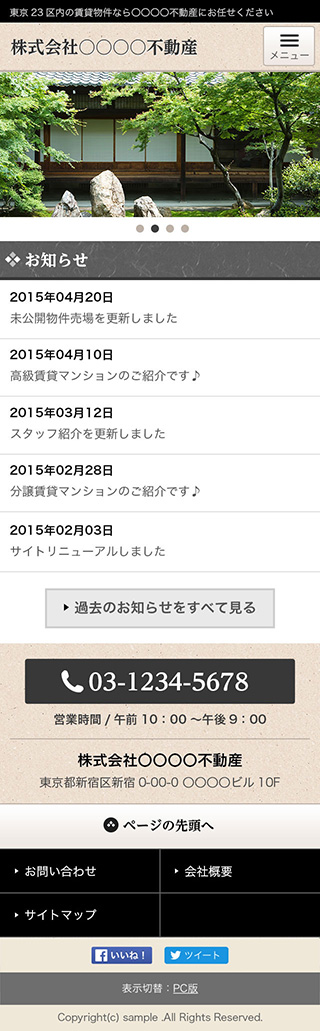 東京23区内の賃貸物件なら〇〇〇〇不動産にお任せください
株式会社〇〇〇〇不動産
メニュー
お知らせ
2015年04月20日
未公開物件売場を更新しました
2015年04月10日
高級賃貸マンションのご紹介です♪
2015年03月12日
スタッフ紹介を更新しました
2015年02月28日
分譲賃貸マンションのご紹介です♪
2015年02月03日
サイトリニューアルしました
過去のお知らせをすべて見る
03-1234-5678
営業時間 / 午前 10：00 〜午後 9：00
株式会社〇〇〇〇不動産
東京都新宿区新宿 0-00-0 〇〇〇〇ビル 10F
ページの先頭へ
お問い合わせ
会社概要
サイトマップ
いいね！
ツイート
表示切替：PC版
Copyright(c) sample .All Rights Reserved.